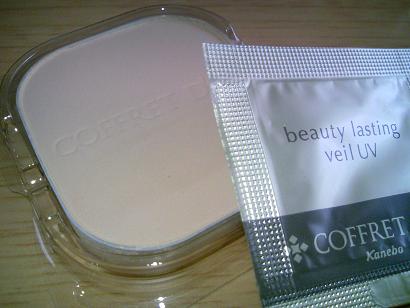 COFFRET D
beauty lasting
veil UV
COFFRET
Kanebo